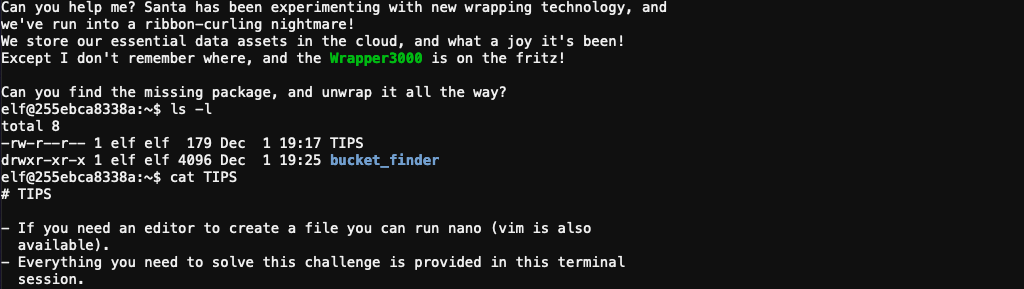 Can you help me? Santa has been experimenting with new wrapping technology, and
we've run into a ribbon-curling nightmare!
We store our essential data assets in the cloud, and what a joy it's been!
Except I don't remember where, and the Wrapper3000 is on the fritz!

Can you find the missing package, and unwrap it all the way?
elf@255ebca8338a:~$ ls -l
total 8
-rw-r--r-- 1 elf elf  179 Dec  1 19:17 TIPS
drwxr-xr-x 1 elf elf 4096 Dec  1 19:25 bucket_finder
elf@255ebca8338a:~$ cat TIPS
# TIPS

- If you need an editor to create a file you can run nano (vim is also
  available).
- Everything you need to solve this challenge is provided in this terminal
  session.